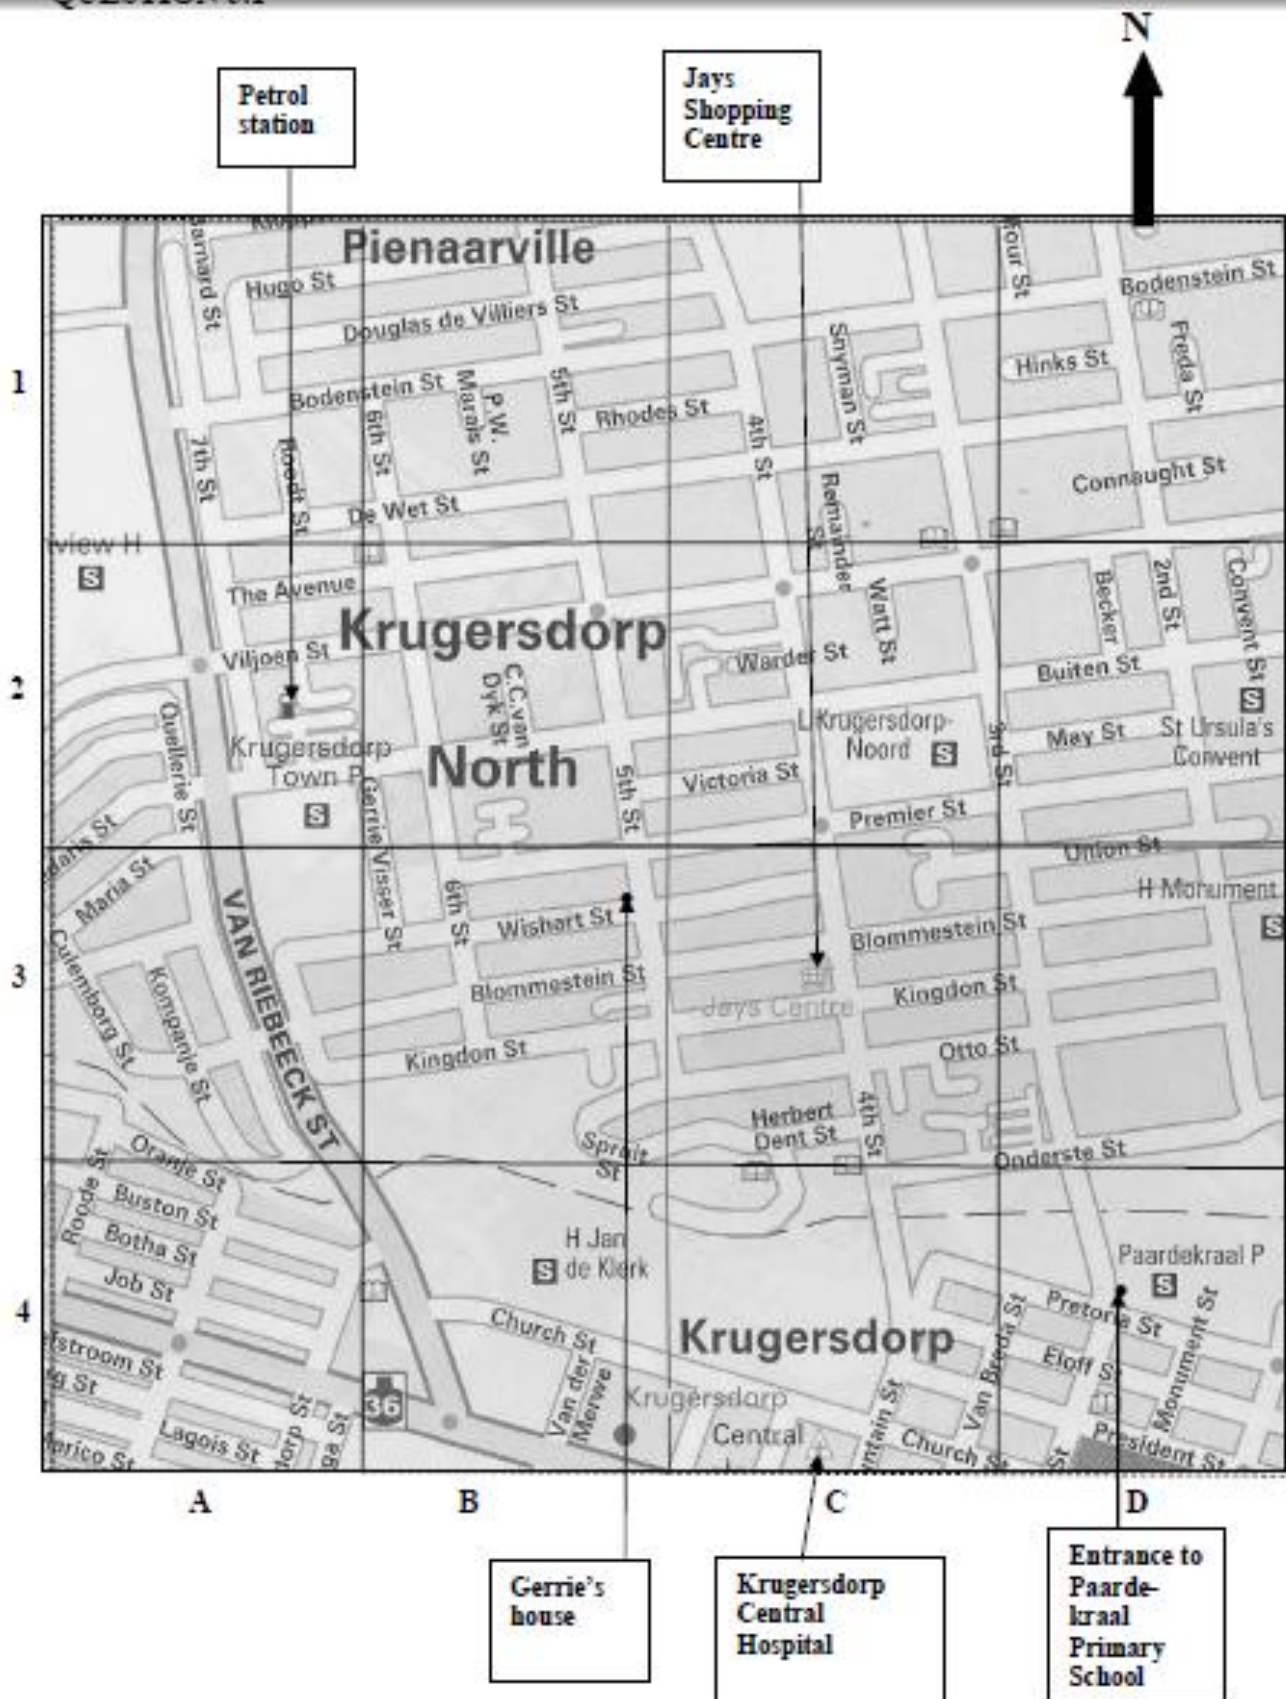 N
Petrol
station
Jays
Shopping
Centre
Pienaarville
Hugo St
Douglas de Villiers St
Bodenstein St
Bodenstein St
Snyman St
Freda St
Hinks St
1
P.W.
Marais St
5th St
Rhodes St
6th St
4th St
7th St
Roodt St
De Wet St
Connaught St
Remainder
St
The Avenue
Watt St
Becker
2nd St
Convent St
Krugersdorp
Viljoen St
Warder St
Buiten St
2
Ouellerie St
C.C. van
Dyk St
L Krugersdorp-
Noord
S
3rd St
May St
St Ursula's
Convent
S
Krugersdorp
Town P
S
North
Victoria St
5th St
Gerrie Visser St
Premier St
Union St
Maria St
H Monument
S
VAN RIEBEECK ST
6th St
Wishart St
Blommestein St
Culemborg St
3
Kompanje St
Blommestein St
Jays Centre
Kingdon St
Kingdon St
Otto St
Herbert
Dent St
4th St
Spruit
St
Onderste St
Oranje St
Roode St
Buston St
Botha St
Job St
H Jan
de Klerk
S
Paardekraal P
S
4
Church St
Krugersdorp
Pretoria St
Van Breda St
Eloff S
Monument St
36
Van der
Merwe
Krugersdorp
Central
Church St
President St
Lagois St
A
B
C
D
Gerrie's
house
Krugersdorp
Central
Hospital
Entrance to
Paarde-
kraal
Primary
School